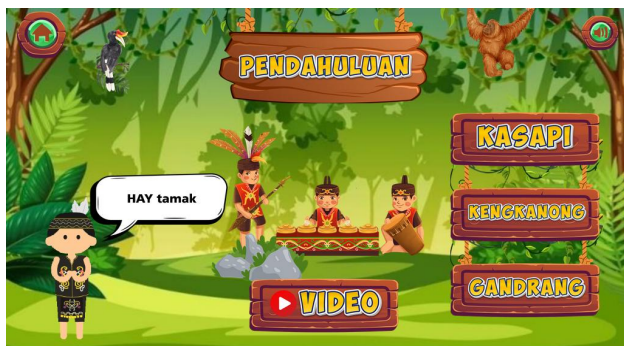 PENDAHULUAN
KASAPI
HAY tamak
KENGKANONG
GANDRANG
VIDEO